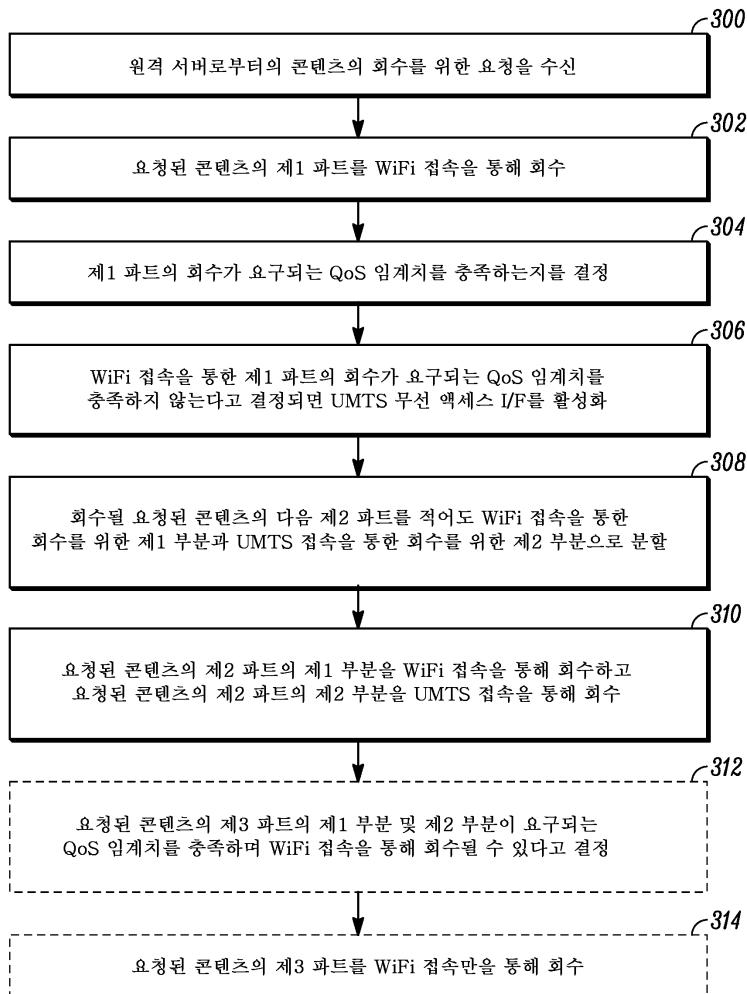 300
원격 서버로부터의 콘텐츠의 회수를 위한 요청을 수신
302
요청된 콘텐츠의 제1 파트를 WiFi 접속을 통해 회수
304
제1 파트의 회수가 요구되는 QoS 임계치를 충족하는지를 결정
306
WiFi 접속을 통한 제1 파트의 회수가 요구되는 QoS 임계치를
충족하지 않는다고 결정되면 UMTS 무선 액세스 I/F를 활성화
308
회수될 요청된 콘텐츠의 다음 제2 파트를 적어도 WiFi 접속을 통한
회수를 위한 제1 부분과 UMTS 접속을 통한 회수를 위한 제2 부분으로 분할
310
요청된 콘텐츠의 제2 파트의 제1 부분을 WiFi 접속을 통해 회수하고
요청된 콘텐츠의 제2 파트의 제2 부분을 UMTS 접속을 통해 회수
312
요청된 콘텐츠의 제3 파트의 제1 부분 및 제2 부분이 요구되는
QoS 임계치를 충족하며 WiFi 접속을 통해 회수될 수 있다고 결정
314
요청된 콘텐츠의 제3 파트를 WiFi 접속만을 통해 회수